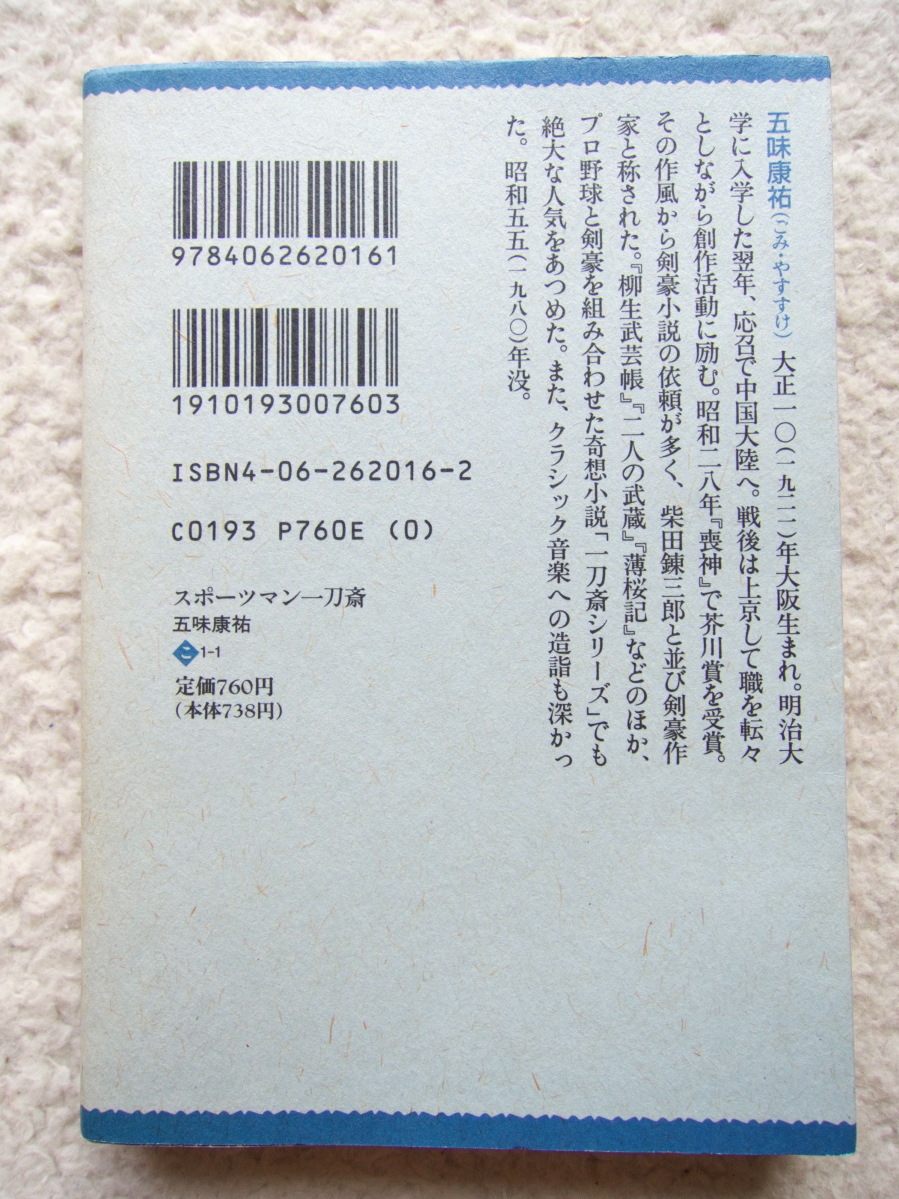 五味康祐(ごみ・やすすけ) 大正一〇(一九二一)年大阪生まれ。明治大
学に入学した翌年、応召で中国大陸へ。戦後は上京して職を転々
としながら創作活動に励む。昭和二八年『喪神』で芥川賞を受賞。
その作風から剣豪小説の依頼が多く、柴田錬三郎と並び剣豪作
家と称された。『柳生武芸帳』『二人の武蔵』『薄桜記』などのほか、
プロ野球と剣豪を組み合わせた奇想小説「一刀斎シリーズ」でも
絶大な人気をあつめた。また、クラシック音楽への造詣も深かっ
た。昭和五五(一九八〇)年没。
9784062620161
1910193007603
ISBN4-06-262016-2
C0193 P760E (0)
スポーツマン一刀斎
五味康祐
こ1-1
定価760円
(本体738円)